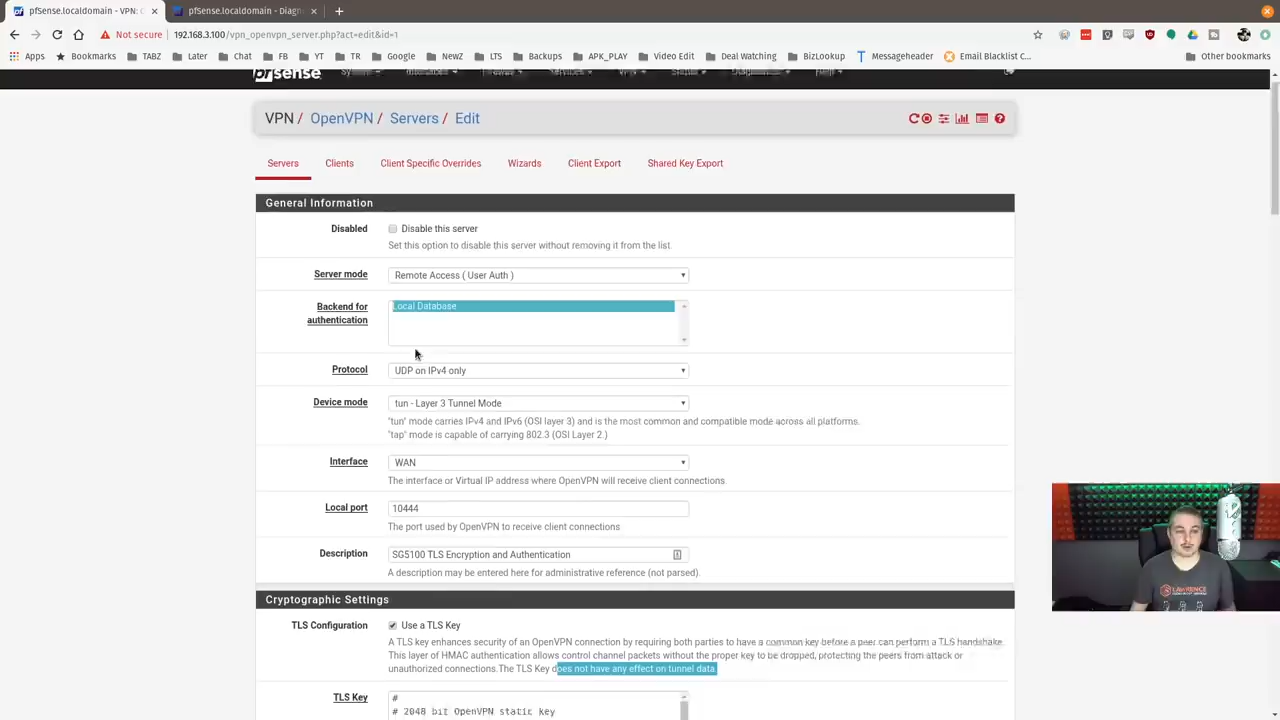 pfSense.localdomain - VPN: O
pfSense.localdomain - Diagn
Not secure
192.168.3.100/vpn_openvpn_server.php?act=edit&id=1
Apps
Bookmarks
TABZ
Later
Chat
FB
YT
TR
Google
NewZ
LTS
Backups
APK_PLAY
Video Edit
Deal Watching
BizLookup
Messageheader
Email Blacklist C...
Other bookmarks
pfsense
VPN / OpenVPN / Servers / Edit
Servers
Clients
Client Specific Overrides
Wizards
Client Export
Shared Key Export
General Information
Disabled
Disable this server
Set this option to disable this server without removing it from the list.
Server mode
Remote Access ( User Auth )
Backend for
authentication
Local Database
Protocol
UDP on IPv4 only
Device mode
tun - Layer 3 Tunnel Mode
"tun" mode carries IPv4 and IPv6 (OSI layer 3) and is the most common and compatible mode across all platforms.
"tap" mode is capable of carrying 802.3 (OSI Layer 2.)
Interface
WAN
The interface or Virtual IP address where OpenVPN will receive client connections.
Local port
10444
The port used by OpenVPN to receive client connections
Description
SG5100 TLS Encryption and Authentication
A description may be entered here for administrative reference (not parsed).
Cryptographic Settings
TLS Configuration
Use a TLS Key
A TLS key enhances security of an OpenVPN connection by requiring both parties to have a common key before a peer can perform a TLS handshake.
This layer of HMAC authentication allows control channel packets without the proper key to be dropped, protecting the peers from attack or
unauthorized connections.The TLS Key does not have any effect on tunnel data.
TLS Key
#
# 2048 bit OpenVPN static key
LAWRENCE